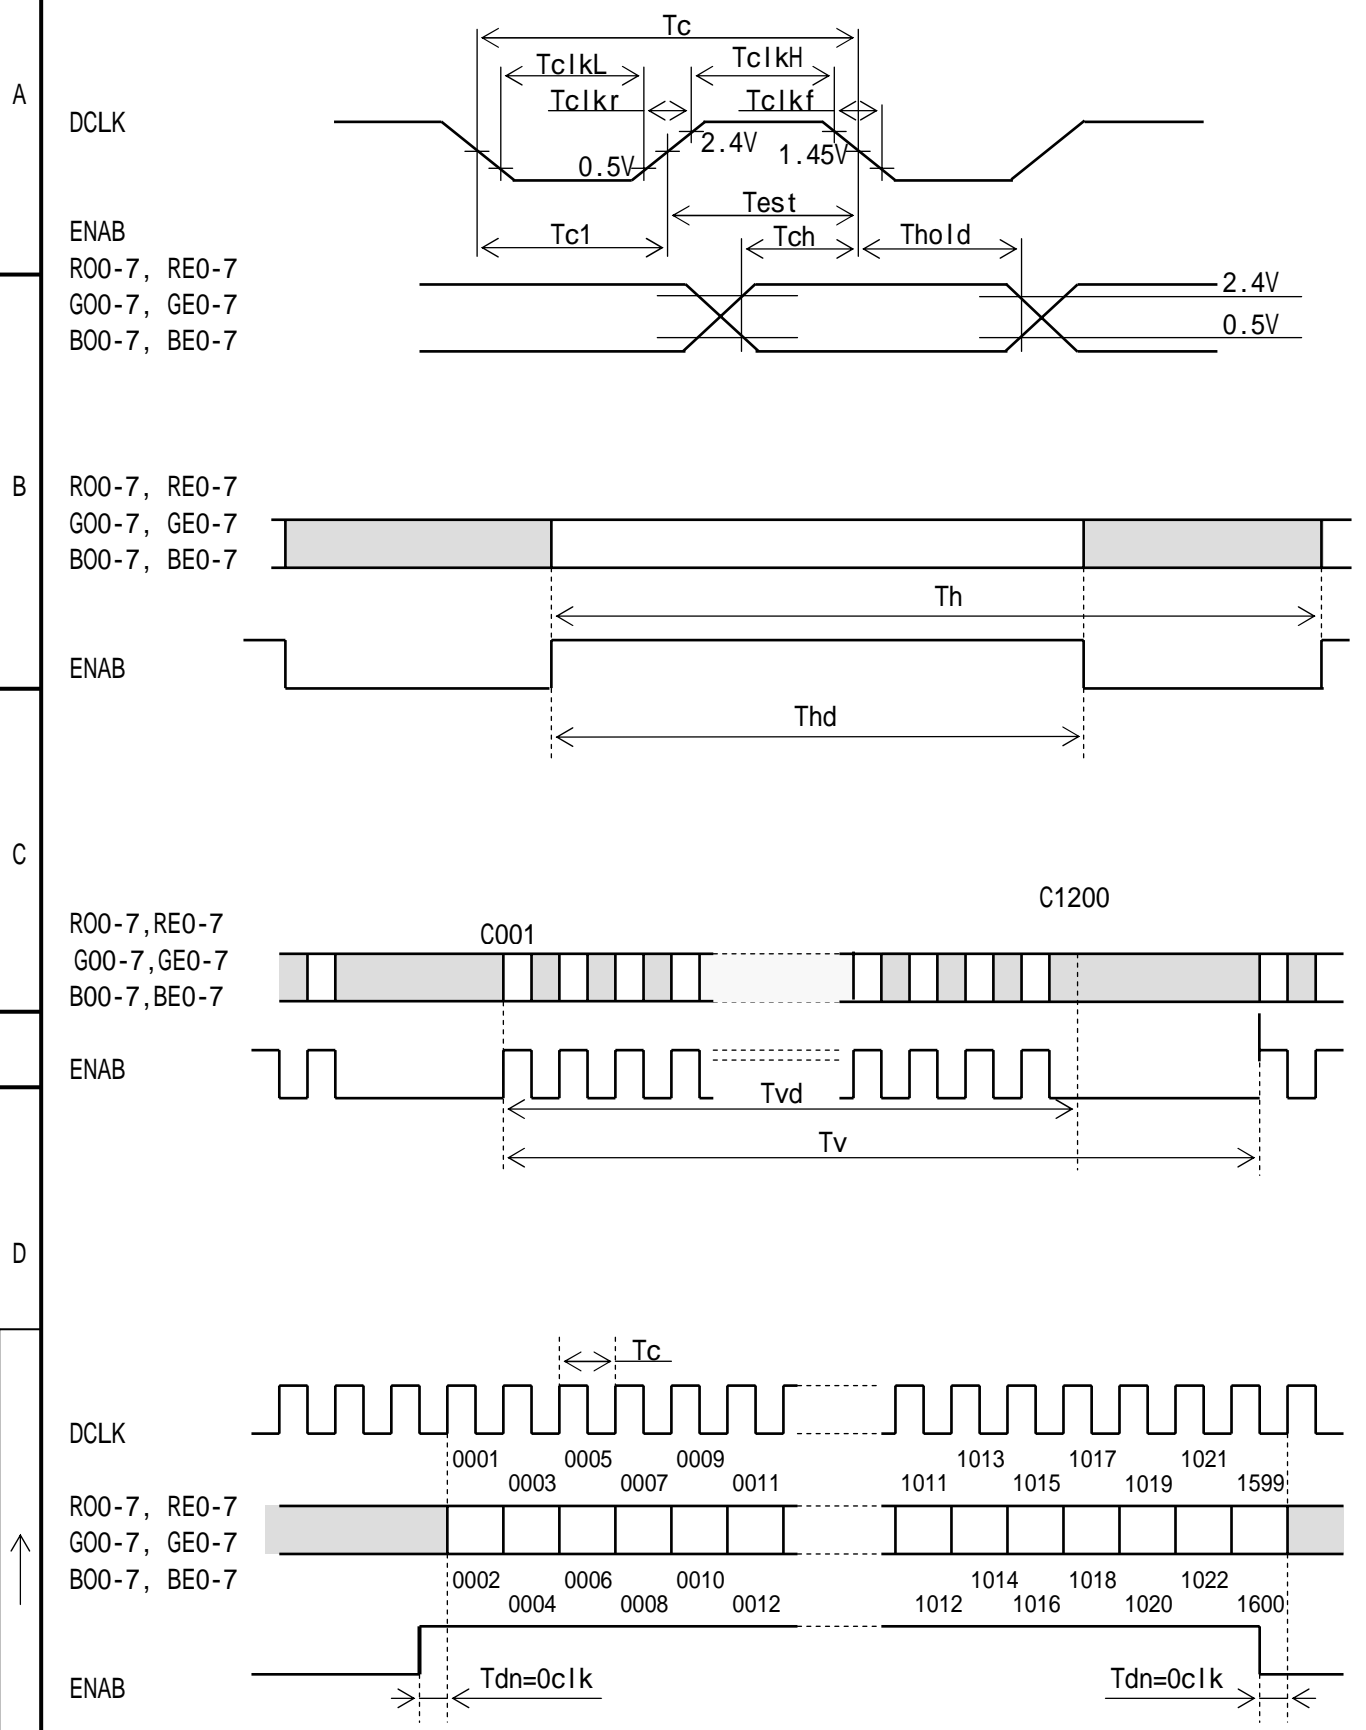 Tc
TclkL TclkH
A
Tclkr Tclkf
DCLK
2.4V
0.5V 1.45V
Test
ENAB
Tc1 Tch Thold
RO0-7, RE0-7
GO0-7, GE0-7 2.4V
BO0-7, BE0-7 0.5V
B
RO0-7, RE0-7
GO0-7, GE0-7
BO0-7, BE0-7
Th
ENAB
Thd
C
C1200
RO0-7,RE0-7
C001
GO0-7,GE0-7
BO0-7,BE0-7
ENAB
Tvd
Tv
D
Tc
DCLK
0001 0005 0009 1013 1017 1021
0003 0007 0011 1011 1015 1019 1599
RO0-7, RE0-7
GO0-7, GE0-7
BO0-7, BE0-7
0002 0006 0010 1014 1018 1022
0004 0008 0012 1012 1016 1020 1600
ENAB
Tdn=0clk Tdn=0clk